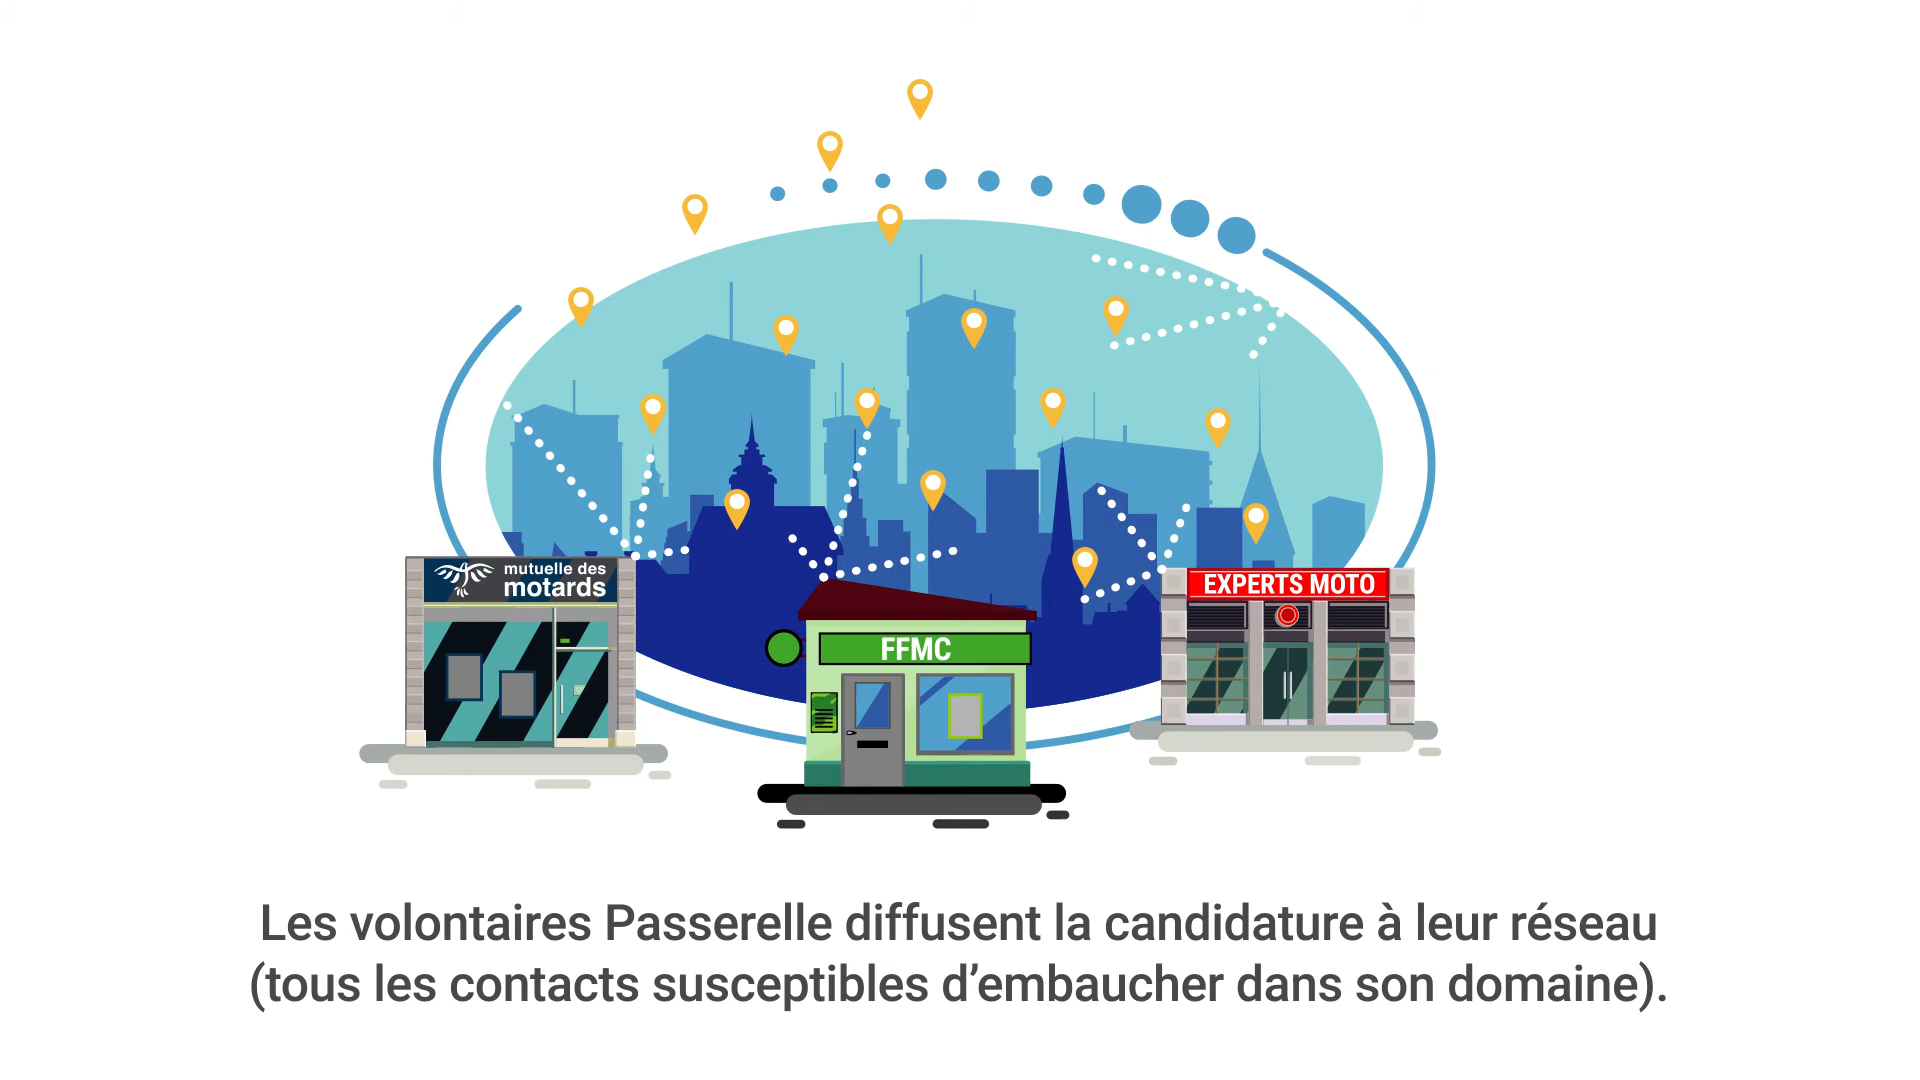 mutuelle des
motards
EXPERTS MOTO
FFMC
Les volontaires Passerelle diffusent la candidature à leur réseau
(tous les contacts susceptibles d’embaucher dans son domaine).